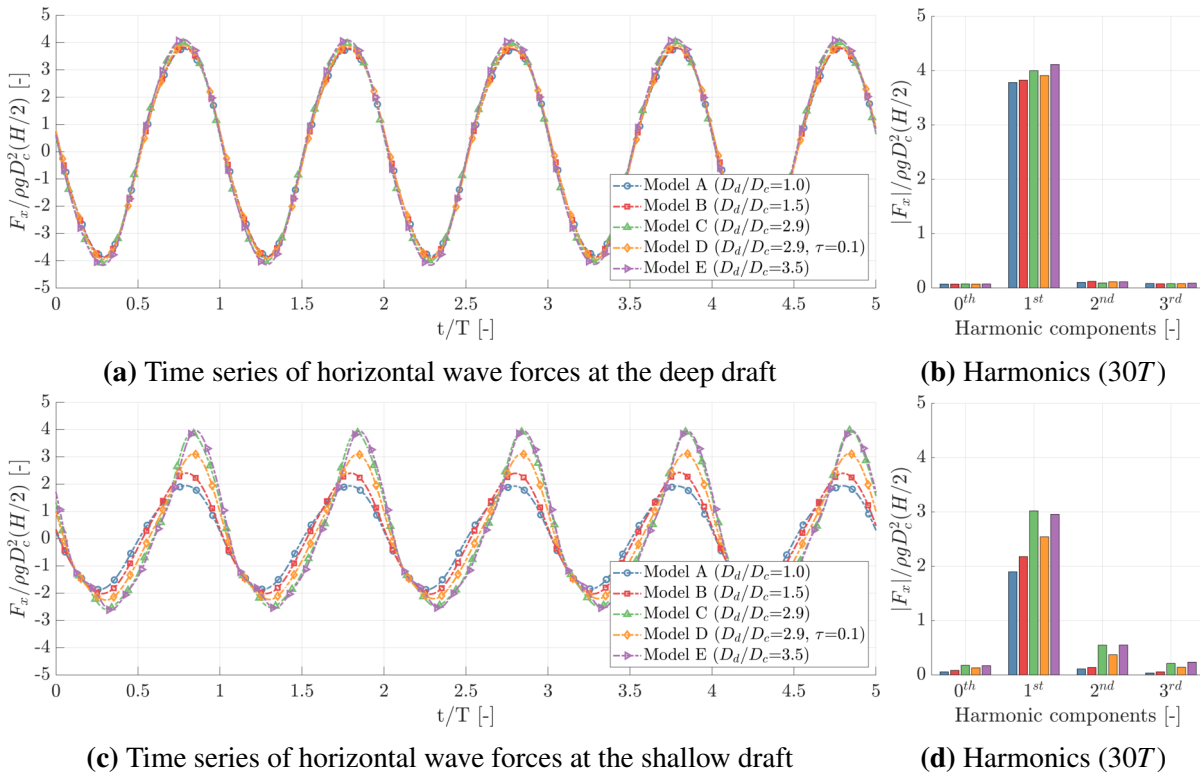 5
4
3
2
1
0
-1
-2
-3
-4
-5
F_x/ρgD_c^2(H/2) [-]
0 0.5 1 1.5 2 2.5 3 3.5 4 4.5 5
t/T [-]
Model A (D_d/D_c=1.0)
Model B (D_d/D_c=1.5)
Model C (D_d/D_c=2.9)
Model D (D_d/D_c=2.9, τ=0.1)
Model E (D_d/D_c=3.5)
(a) Time series of horizontal wave forces at the deep draft
5
4
3
2
1
0
|F_x|/ρgD_c^2(H/2)
0^th 1^st 2^nd 3^rd
Harmonic components [-]
(b) Harmonics (30T)
5
4
3
2
1
0
-1
-2
-3
-4
-5
F_x/ρgD_c^2(H/2) [-]
0 0.5 1 1.5 2 2.5 3 3.5 4 4.5 5
t/T [-]
Model A (D_d/D_c=1.0)
Model B (D_d/D_c=1.5)
Model C (D_d/D_c=2.9)
Model D (D_d/D_c=2.9, τ=0.1)
Model E (D_d/D_c=3.5)
(c) Time series of horizontal wave forces at the shallow draft
5
4
3
2
1
0
|F_x|/ρgD_c^2(H/2)
0^th 1^st 2^nd 3^rd
Harmonic components [-]
(d) Harmonics (30T)